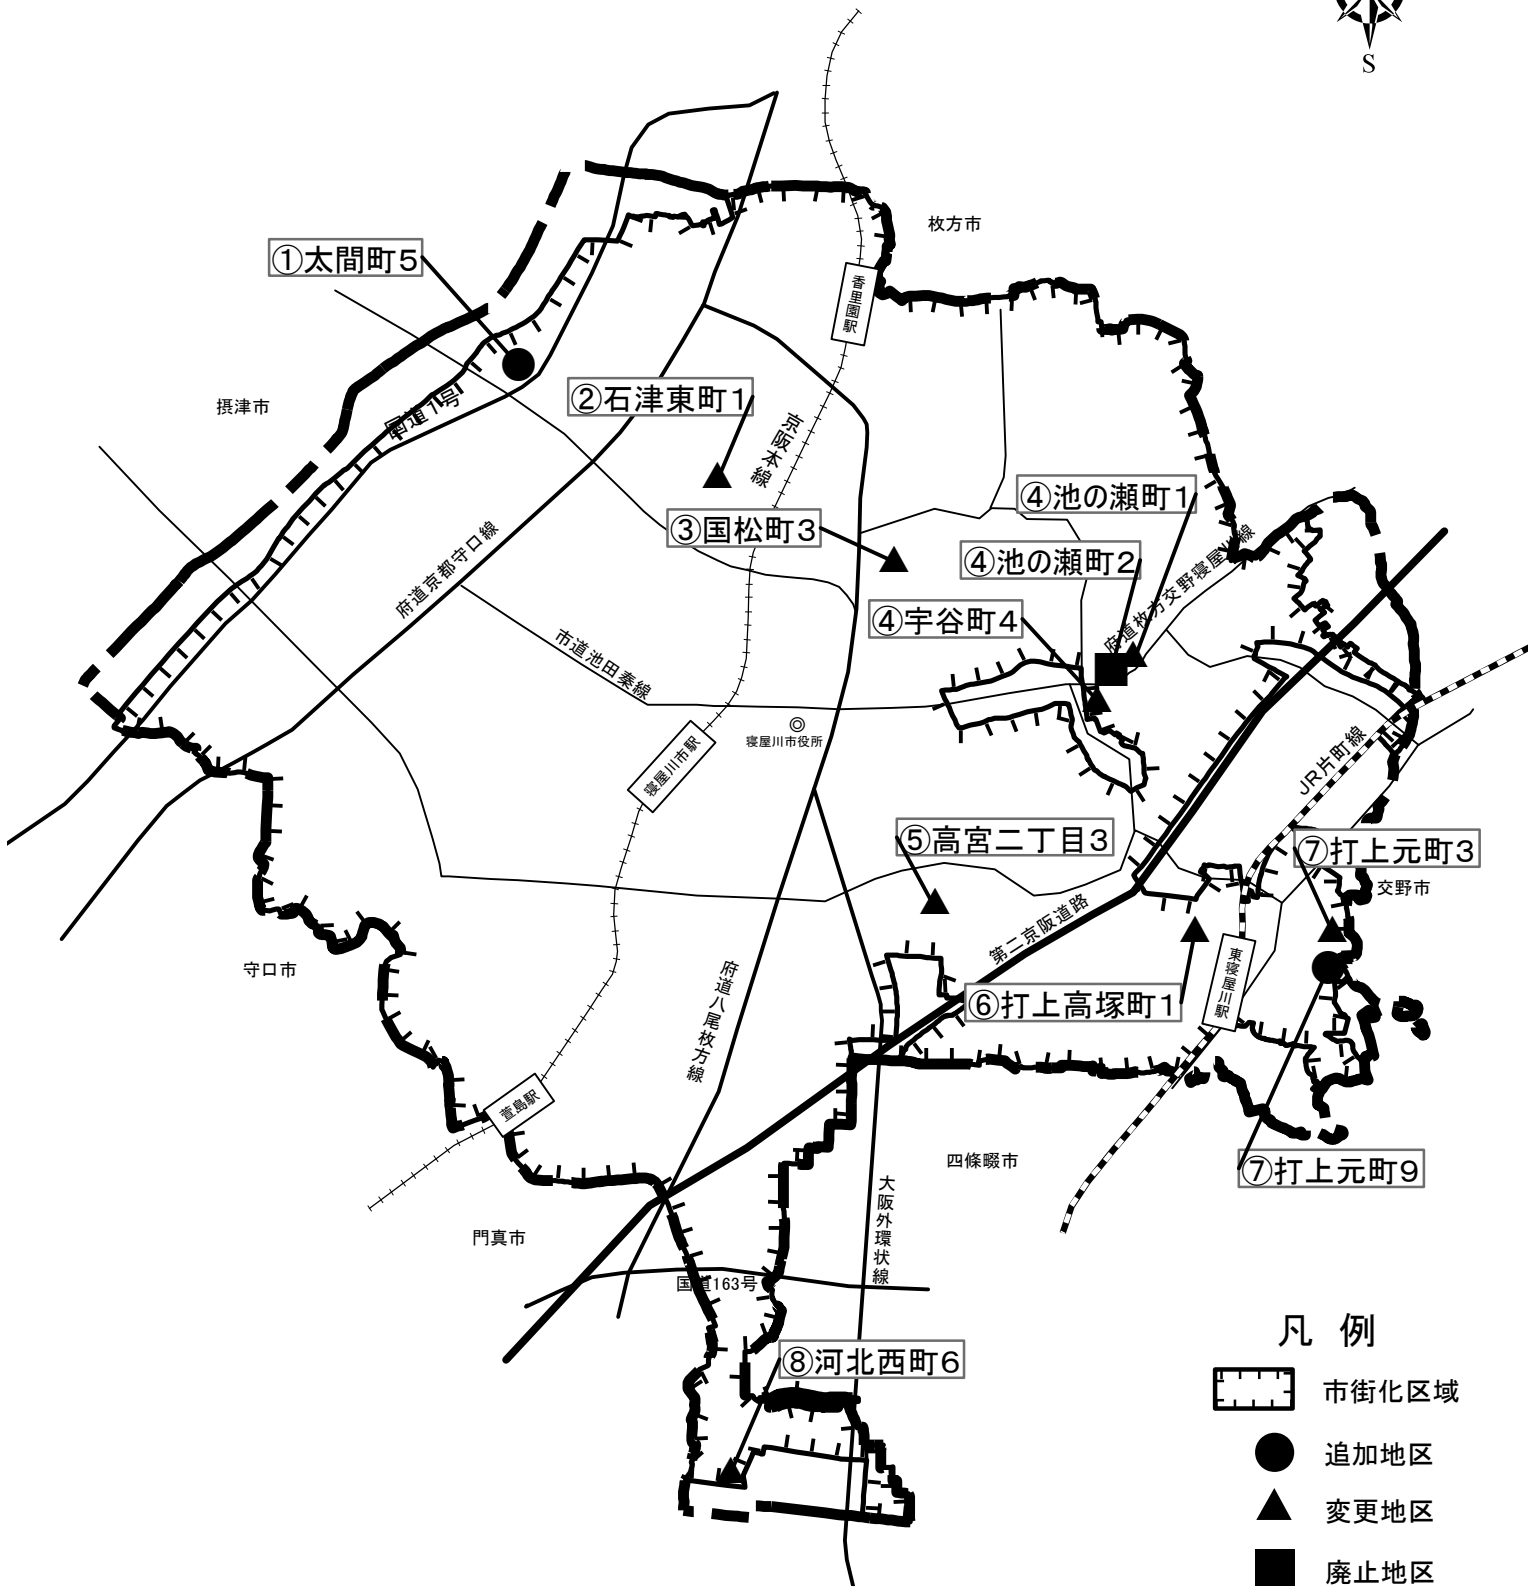 S
枚方市
①太間町5
香里園駅
摂津市
国道1号
②石津東町1
京阪本線
④池の瀬町1
③国松町3
府道京都守口線
④池の瀬町2
府道枚方交野寝屋川線
④宇谷町4
市道池田秦線
寝屋川市役所
寝屋川市駅
JR片町線
⑤高宮二丁目3
⑦打上元町3
交野市
第二京阪道路
守口市
府道八尾枚方線
東寝屋川駅
⑥打上高塚町1
萱島駅
四條畷市
⑦打上元町9
大阪外環状線
門真市
国道163号
⑧河北西町6
凡 例
市街化区域
追加地区
変更地区
廃止地区